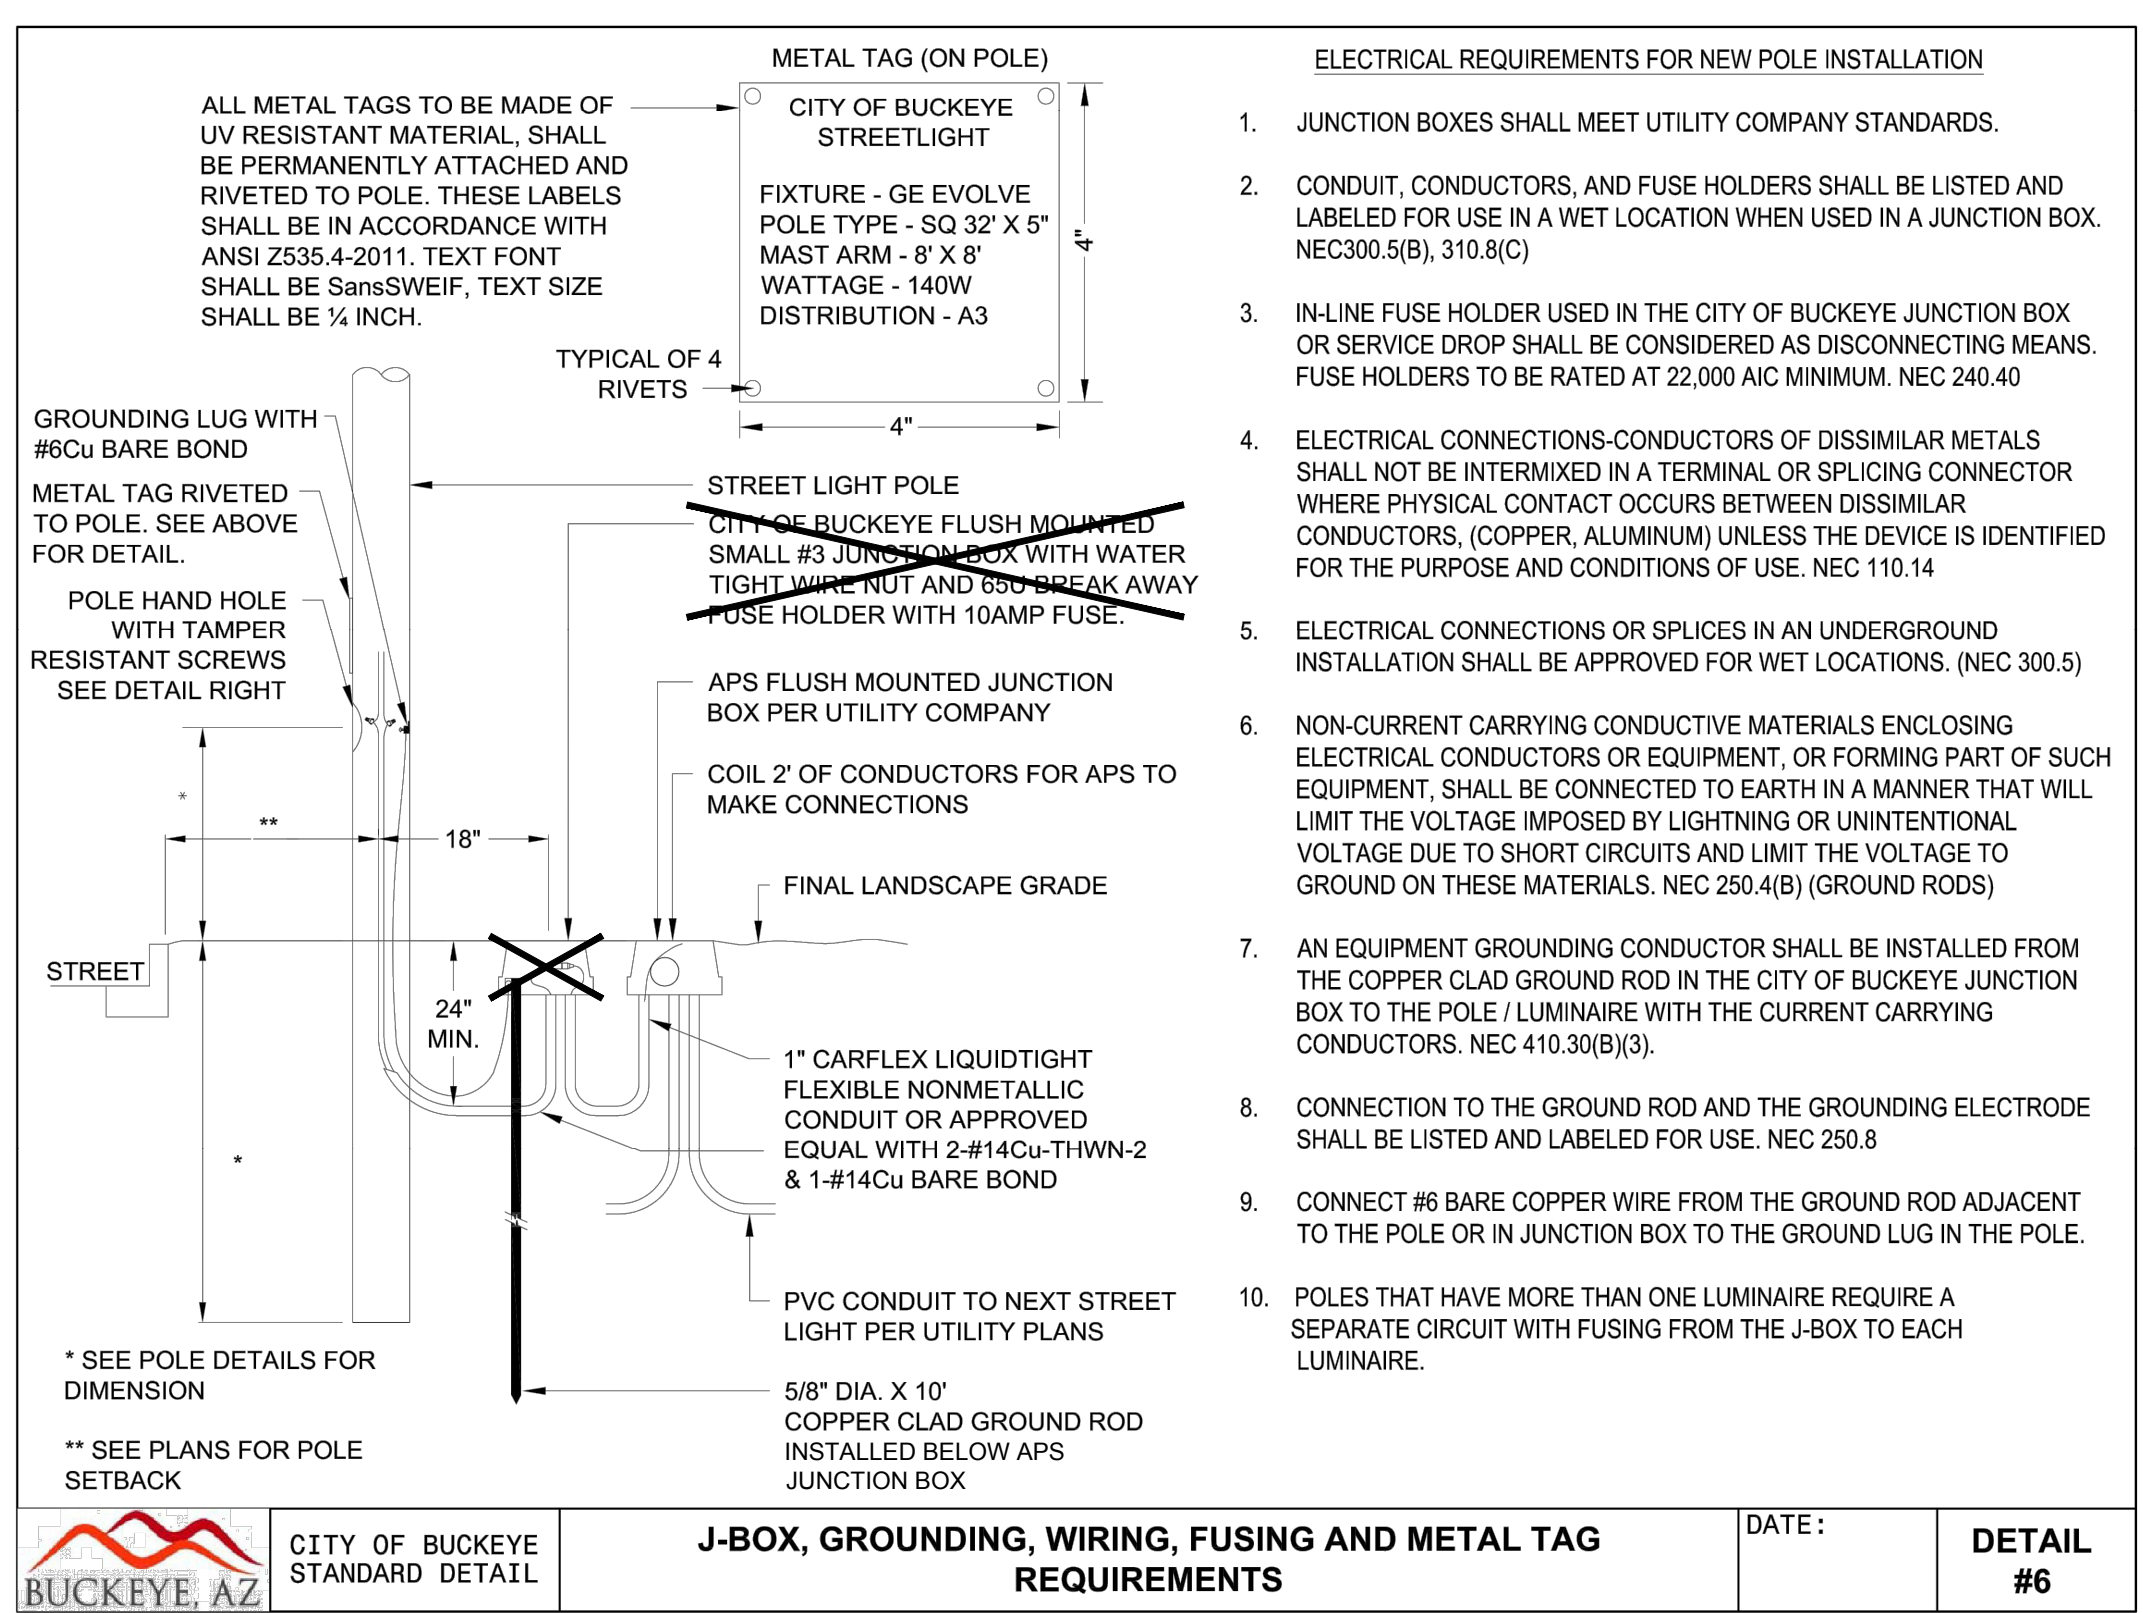 METAL TAG (ON POLE)
ALL METAL TAGS TO BE MADE OF
UV RESISTANT MATERIAL, SHALL
BE PERMANENTLY ATTACHED AND
RIVETED TO POLE. THESE LABELS
SHALL BE IN ACCORDANCE WITH
ANSI Z535.4-2011. TEXT FONT
SHALL BE SansSWEIF, TEXT SIZE
SHALL BE ¼ INCH.
CITY OF BUCKEYE
STREETLIGHT
FIXTURE - GE EVOLVE
POLE TYPE - SQ 32' X 5"
MAST ARM - 8' X 8'
WATTAGE - 140W
DISTRIBUTION - A3
4"
TYPICAL OF 4
RIVETS
4"
GROUNDING LUG WITH
#6Cu BARE BOND
METAL TAG RIVETED
TO POLE. SEE ABOVE
FOR DETAIL.
POLE HAND HOLE
WITH TAMPER
RESISTANT SCREWS
SEE DETAIL RIGHT
STREET LIGHT POLE
CITY OF BUCKEYE FLUSH MOUNTED
SMALL #3 JUNCTION BOX WITH WATER
TIGHT WIRE NUT AND 65U BREAK AWAY
FUSE HOLDER WITH 10AMP FUSE.
APS FLUSH MOUNTED JUNCTION
BOX PER UTILITY COMPANY
COIL 2' OF CONDUCTORS FOR APS TO
MAKE CONNECTIONS
*
**
18"
FINAL LANDSCAPE GRADE
STREET
24"
MIN.
1" CARFLEX LIQUIDTIGHT
FLEXIBLE NONMETALLIC
CONDUIT OR APPROVED
EQUAL WITH 2-#14Cu-THWN-2
& 1-#14Cu BARE BOND
*
PVC CONDUIT TO NEXT STREET
LIGHT PER UTILITY PLANS
5/8" DIA. X 10'
COPPER CLAD GROUND ROD
INSTALLED BELOW APS
JUNCTION BOX
* SEE POLE DETAILS FOR
DIMENSION
** SEE PLANS FOR POLE
SETBACK
ELECTRICAL REQUIREMENTS FOR NEW POLE INSTALLATION
1. JUNCTION BOXES SHALL MEET UTILITY COMPANY STANDARDS.
2. CONDUIT, CONDUCTORS, AND FUSE HOLDERS SHALL BE LISTED AND
LABELED FOR USE IN A WET LOCATION WHEN USED IN A JUNCTION BOX.
NEC300.5(B), 310.8(C)
3. IN-LINE FUSE HOLDER USED IN THE CITY OF BUCKEYE JUNCTION BOX
OR SERVICE DROP SHALL BE CONSIDERED AS DISCONNECTING MEANS.
FUSE HOLDERS TO BE RATED AT 22,000 AIC MINIMUM. NEC 240.40
4. ELECTRICAL CONNECTIONS-CONDUCTORS OF DISSIMILAR METALS
SHALL NOT BE INTERMIXED IN A TERMINAL OR SPLICING CONNECTOR
WHERE PHYSICAL CONTACT OCCURS BETWEEN DISSIMILAR
CONDUCTORS, (COPPER, ALUMINUM) UNLESS THE DEVICE IS IDENTIFIED
FOR THE PURPOSE AND CONDITIONS OF USE. NEC 110.14
5. ELECTRICAL CONNECTIONS OR SPLICES IN AN UNDERGROUND
INSTALLATION SHALL BE APPROVED FOR WET LOCATIONS. (NEC 300.5)
6. NON-CURRENT CARRYING CONDUCTIVE MATERIALS ENCLOSING
ELECTRICAL CONDUCTORS OR EQUIPMENT, OR FORMING PART OF SUCH
EQUIPMENT, SHALL BE CONNECTED TO EARTH IN A MANNER THAT WILL
LIMIT THE VOLTAGE IMPOSED BY LIGHTNING OR UNINTENTIONAL
VOLTAGE DUE TO SHORT CIRCUITS AND LIMIT THE VOLTAGE TO
GROUND ON THESE MATERIALS. NEC 250.4(B) (GROUND RODS)
7. AN EQUIPMENT GROUNDING CONDUCTOR SHALL BE INSTALLED FROM
THE COPPER CLAD GROUND ROD IN THE CITY OF BUCKEYE JUNCTION
BOX TO THE POLE / LUMINAIRE WITH THE CURRENT CARRYING
CONDUCTORS. NEC 410.30(B)(3).
8. CONNECTION TO THE GROUND ROD AND THE GROUNDING ELECTRODE
SHALL BE LISTED AND LABELED FOR USE. NEC 250.8
9. CONNECT #6 BARE COPPER WIRE FROM THE GROUND ROD ADJACENT
TO THE POLE OR IN JUNCTION BOX TO THE GROUND LUG IN THE POLE.
10. POLES THAT HAVE MORE THAN ONE LUMINAIRE REQUIRE A
SEPARATE CIRCUIT WITH FUSING FROM THE J-BOX TO EACH
LUMINAIRE.
BUCKEYE, AZ
CITY OF BUCKEYE
STANDARD DETAIL
J-BOX, GROUNDING, WIRING, FUSING AND METAL TAG
REQUIREMENTS
DATE:
DETAIL
#6